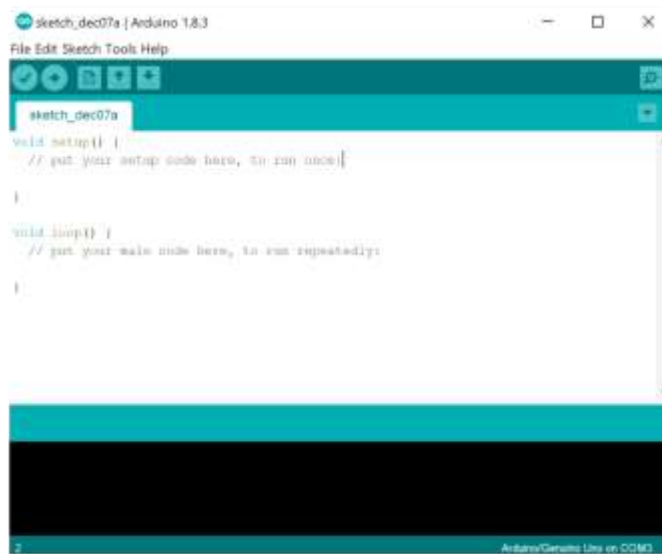 sketch_dec07a | Arduino 1.8.3
File Edit Sketch Tools Help
sketch_dec07a
void setup() {
// put your setup code here, to run once:
}
void loop() {
// put your main code here, to run repeatedly:
}
2
Arduino/Genuino Uno on COM3